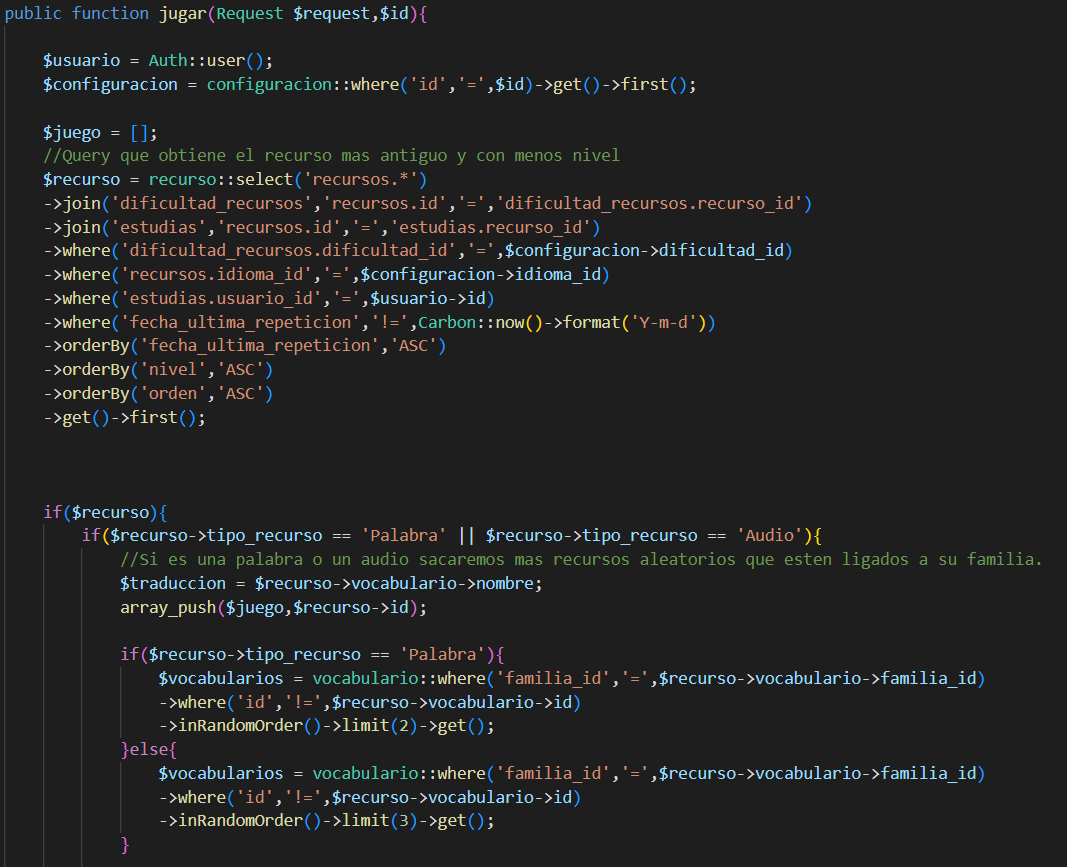 public function jugar(Request $request,$id){
$usuario = Auth::user();
$configuracion = configuracion::where('id','=',$id)->get()->first();
$juego = [];
//Query que obtiene el recurso mas antiguo y con menos nivel
$recurso = recurso::select('recursos.*')
->join('dificultad_recursos','recursos.id','=','dificultad_recursos.recurso_id')
->join('estudias','recursos.id','=','estudias.recurso_id')
->where('dificultad_recursos.dificultad_id','=',$configuracion->dificultad_id)
->where('recursos.idioma_id','=',$configuracion->idioma_id)
->where('estudias.usuario_id','=',$usuario->id)
->where('fecha_ultima_repeticion','!=',Carbon::now()->format('Y-m-d'))
->orderBy('fecha_ultima_repeticion','ASC')
->orderBy('nivel','ASC')
->orderBy('orden','ASC')
->get()->first();
if($recurso){
if($recurso->tipo_recurso == 'Palabra' || $recurso->tipo_recurso == 'Audio'){
//Si es una palabra o un audio sacaremos mas recursos aleatorios que esten ligados a su familia.
$traduccion = $recurso->vocabulario->nombre;
array_push($juego,$recurso->id);
if($recurso->tipo_recurso == 'Palabra'){
$vocabularios = vocabulario::where('familia_id','=',$recurso->vocabulario->familia_id)
->where('id','!=',$recurso->vocabulario->id)
->inRandomOrder()->limit(2)->get();
}else{
$vocabularios = vocabulario::where('familia_id','=',$recurso->vocabulario->familia_id)
->where('id','!=',$recurso->vocabulario->id)
->inRandomOrder()->limit(3)->get();
}